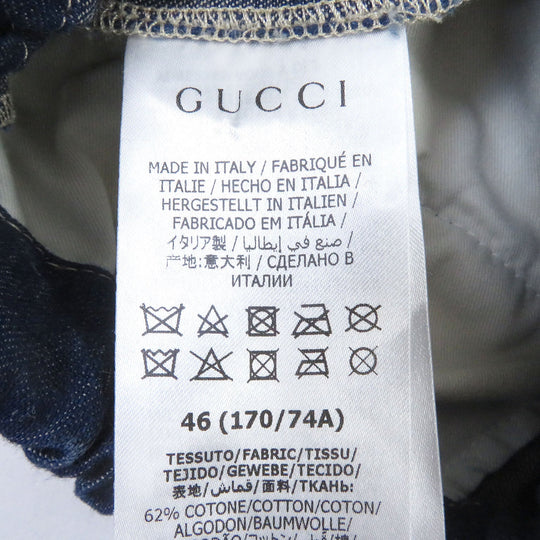 GUCCI
MADE IN ITALY / FABRIQUÉ EN
ITALIE / HECHO EN ITALIA /
HERGESTELLT IN ITALIEN /
FABRICADO EM ITÁLIA /
イタリア製 / صنع في إيطاليا /
产地:意大利 / СДЕЛАНО В
ИТАЛИИ
46 (170/74A)
TESSUTO/FABRIC/TISSU/
TEJIDO/GEWEBE/TECIDO/
表地/قماش/面料/ТКАНЬ:
62% COTONE/COTTON/COTON/
ALGODON/BAUMWOLLE/